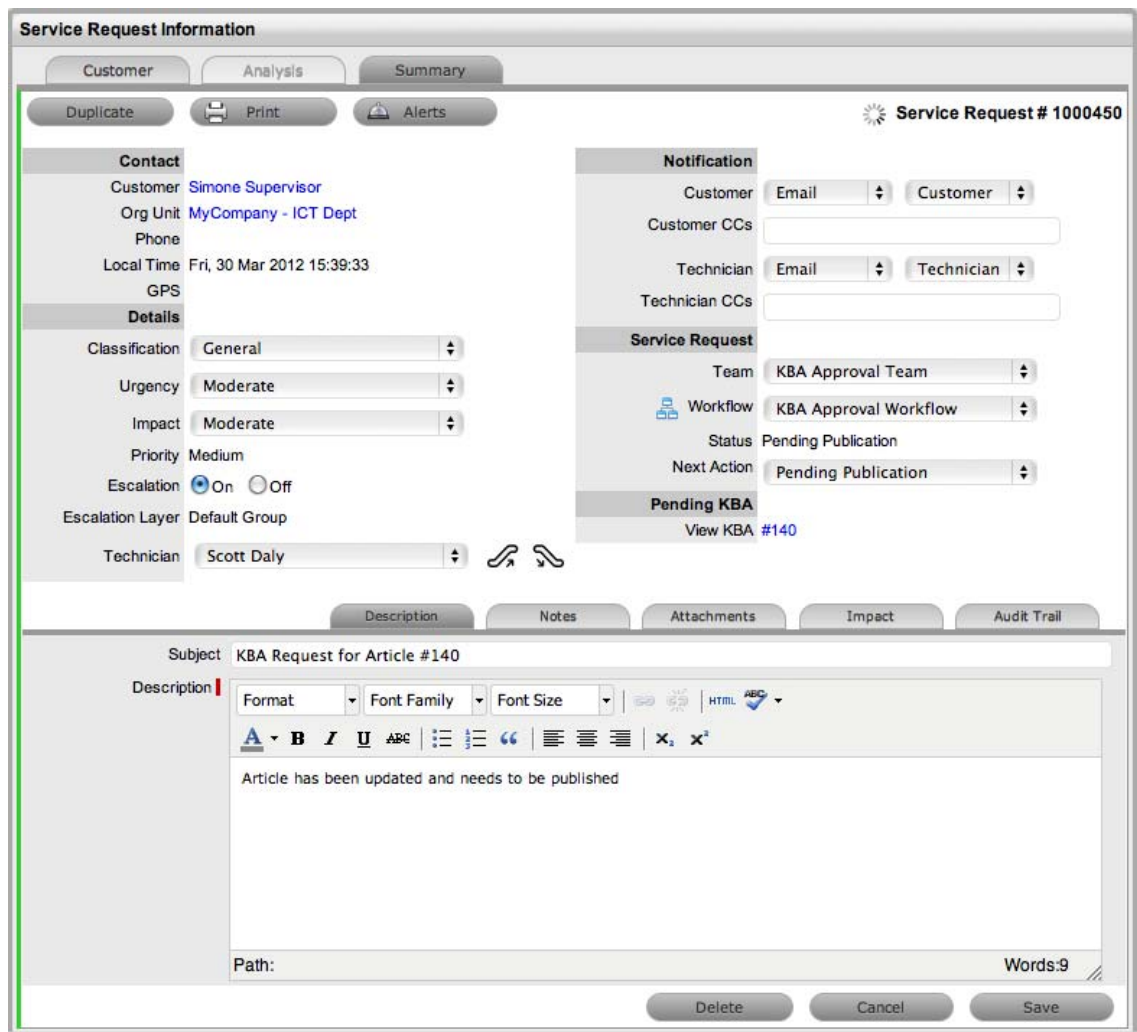 Service Request Information
Customer Analysis Summary
Duplicate Print Alerts Service Request # 1000450
Contact
Customer Simone Supervisor
Org Unit MyCompany - ICT Dept
Phone
Local Time Fri, 30 Mar 2012 15:39:33
GPS
Details
Classification General
Urgency Moderate
Impact Moderate
Priority Medium
Escalation On Off
Escalation Layer Default Group
Technician Scott Daly
Notification
Customer Email Customer
Customer CCs
Technician Email Technician
Technician CCs
Service Request
Team KBA Approval Team
Workflow KBA Approval Workflow
Status Pending Publication
Next Action Pending Publication
Pending KBA
View KBA #140
Description Notes Attachments Impact Audit Trail
Subject KBA Request for Article #140
Description
Format Font Family Font Size HTML ABC
A B I U ABC “ x₂ x²
Article has been updated and needs to be published
Path: Words:9
Delete Cancel Save